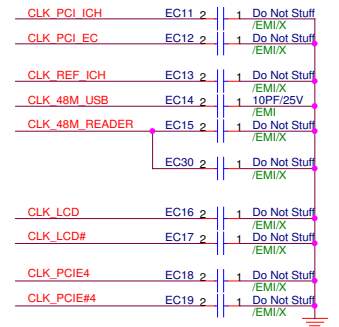 CLK_PCI_ICH EC11 2 1 Do Not Stuff
/EMI/X
CLK_PCI_EC EC12 2 1 Do Not Stuff
/EMI/X
CLK_REF_ICH EC13 2 1 Do Not Stuff
/EMI/X
CLK_48M_USB EC14 2 1 10PF/25V
/EMI
CLK_48M_READER EC15 2 1 Do Not Stuff
/EMI/X
EC30 2 1 Do Not Stuff
/EMI/X
CLK_LCD EC16 2 1 Do Not Stuff
/EMI/X
CLK_LCD# EC17 2 1 Do Not Stuff
/EMI/X
CLK_PCIE4 EC18 2 1 Do Not Stuff
/EMI/X
CLK_PCIE#4 EC19 2 1 Do Not Stuff
/EMI/X